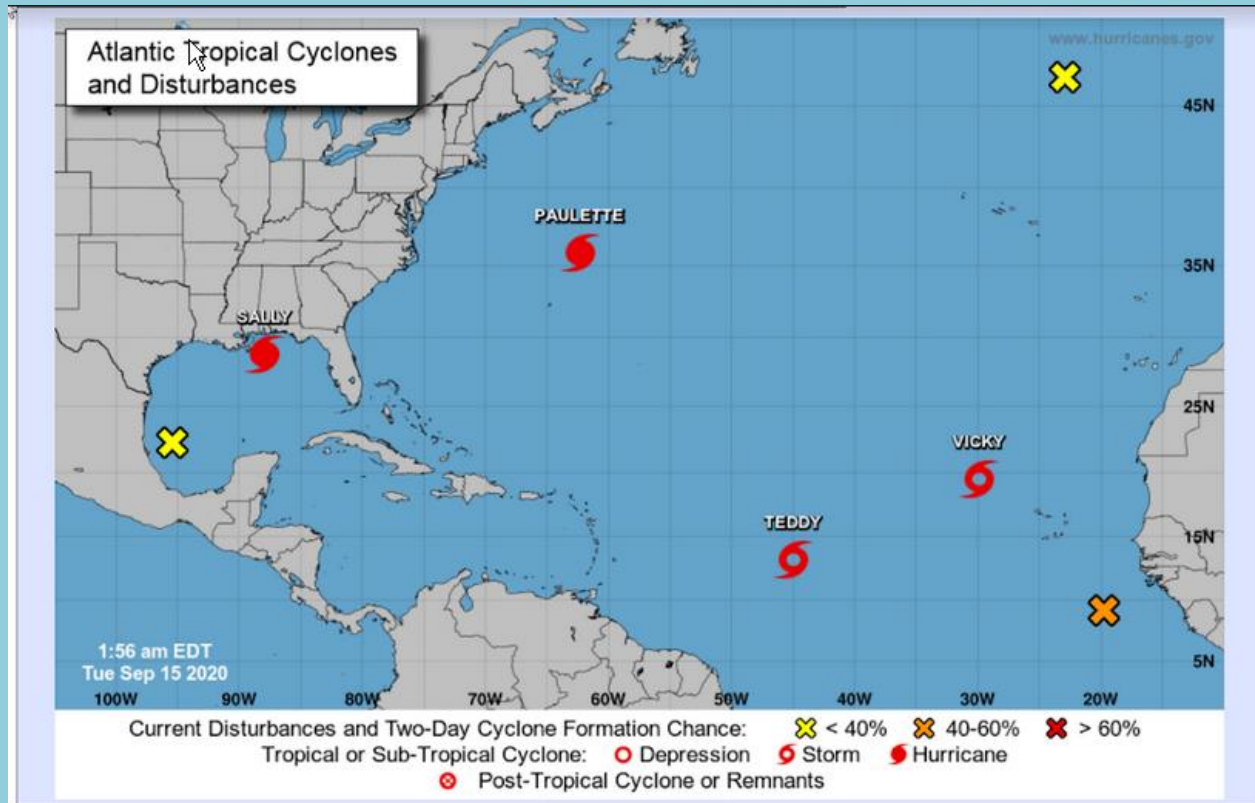 Atlantic Tropical Cyclones
and Disturbances
www.hurricanes.gov
45N
PAULETTE
35N
SALLY
25N
VICKY
TEDDY
15N
1:56 am EDT
Tue Sep 15 2020
5N
100W 90W 80W 70W 60W 50W 40W 30W 20W
Current Disturbances and Two-Day Cyclone Formation Chance: < 40% 40-60% > 60%
Tropical or Sub-Tropical Cyclone: Depression Storm Hurricane
Post-Tropical Cyclone or Remnants